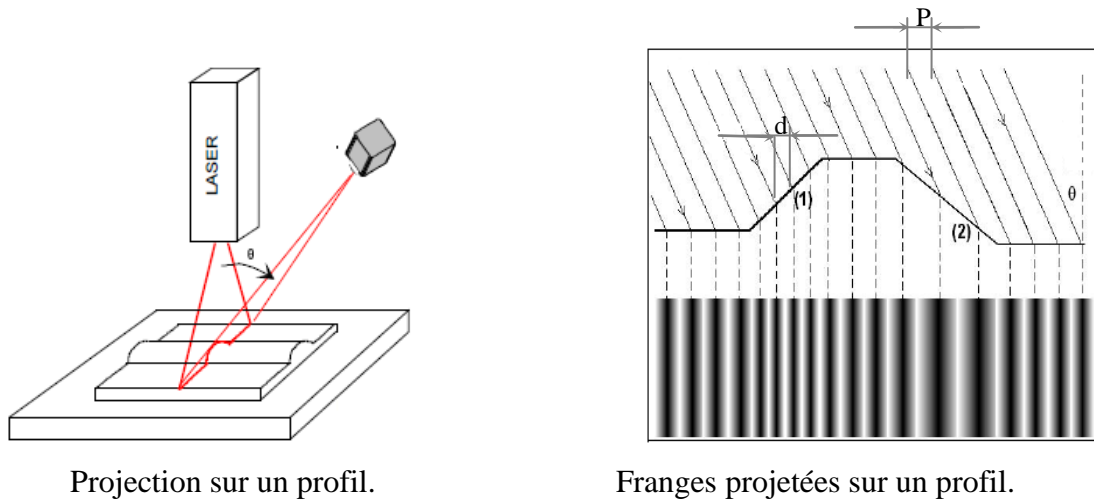 LASER
θ
P
d
(1)
(2)
θ
Projection sur un profil.
Franges projetées sur un profil.